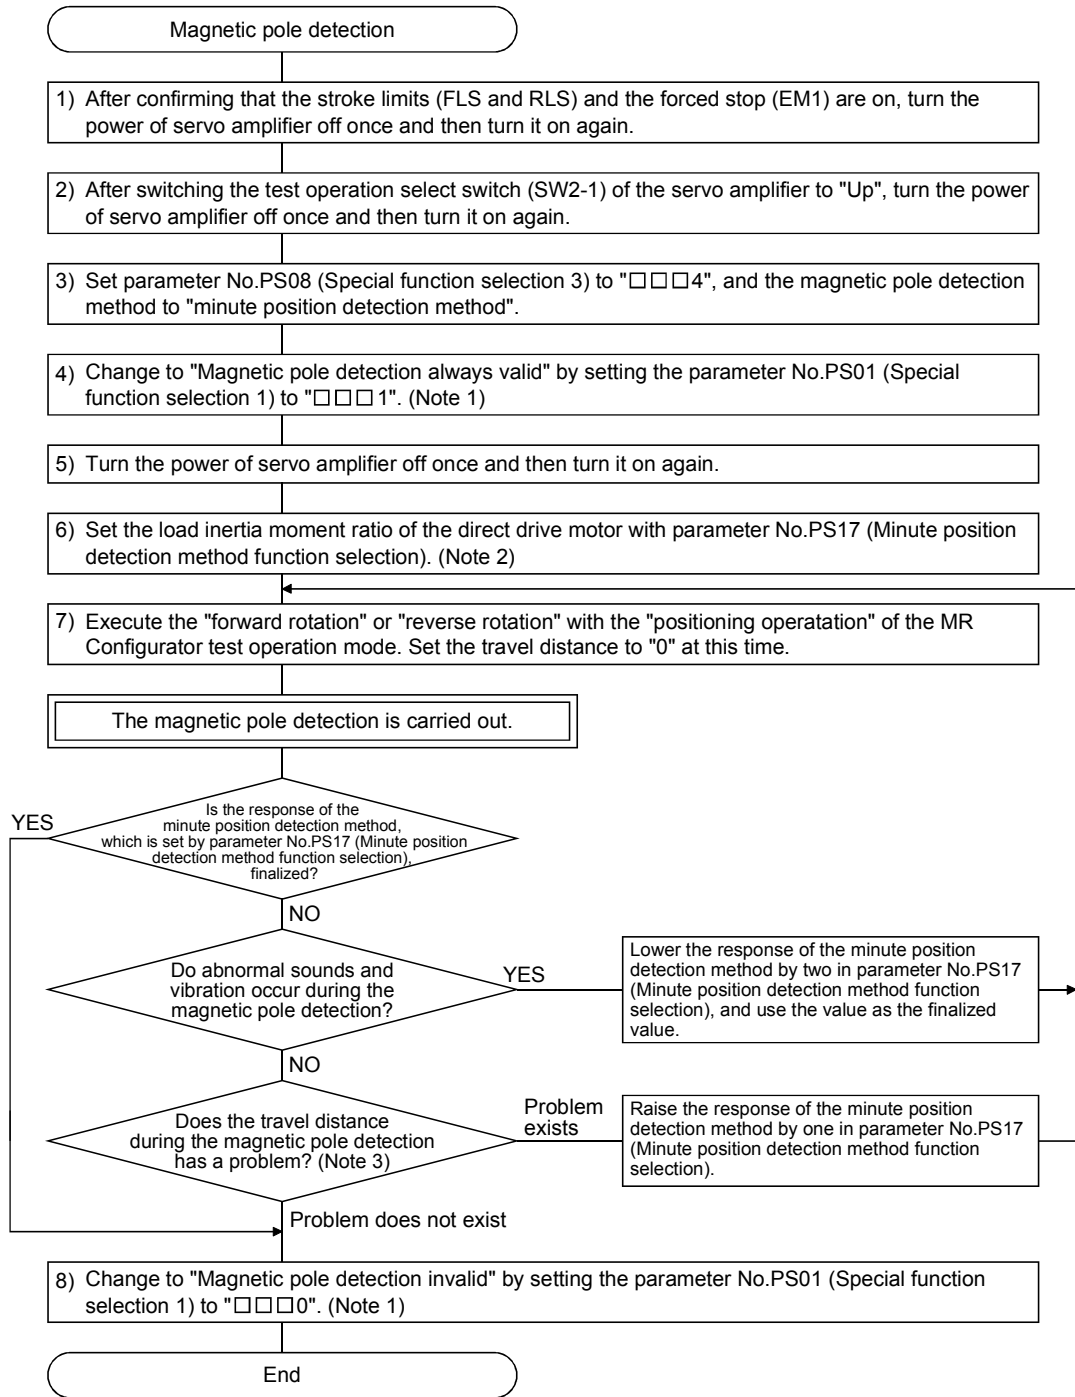 Magnetic pole detection
1) After confirming that the stroke limits (FLS and RLS) and the forced stop (EM1) are on, turn the
power of servo amplifier off once and then turn it on again.
2) After switching the test operation select switch (SW2-1) of the servo amplifier to "Up", turn the power
of servo amplifier off once and then turn it on again.
3) Set parameter No.PS08 (Special function selection 3) to "□□□4", and the magnetic pole detection
method to "minute position detection method".
4) Change to "Magnetic pole detection always valid" by setting the parameter No.PS01 (Special
function selection 1) to "□□□1". (Note 1)
5) Turn the power of servo amplifier off once and then turn it on again.
6) Set the load inertia moment ratio of the direct drive motor with parameter No.PS17 (Minute position
detection method function selection). (Note 2)
7) Execute the "forward rotation" or "reverse rotation" with the "positioning operatation" of the MR
Configurator test operation mode. Set the travel distance to "0" at this time.
The magnetic pole detection is carried out.
Is the response of the
minute position detection method,
which is set by parameter No.PS17 (Minute position
detection method function selection),
finalized?
YES
NO
Do abnormal sounds and
vibration occur during the
magnetic pole detection?
YES
Lower the response of the minute position
detection method by two in parameter No.PS17
(Minute position detection method function
selection), and use the value as the finalized
value.
NO
Does the travel distance
during the magnetic pole detection
has a problem? (Note 3)
Problem
exists
Raise the response of the minute position
detection method by one in parameter No.PS17
(Minute position detection method function
selection).
Problem does not exist
8) Change to "Magnetic pole detection invalid" by setting the parameter No.PS01 (Special function
selection 1) to "□□□0". (Note 1)
End